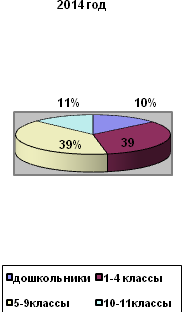 2014 год
11% 10%
39% 39
дошкольники 1-4 классы
5-9классы 10-11классы